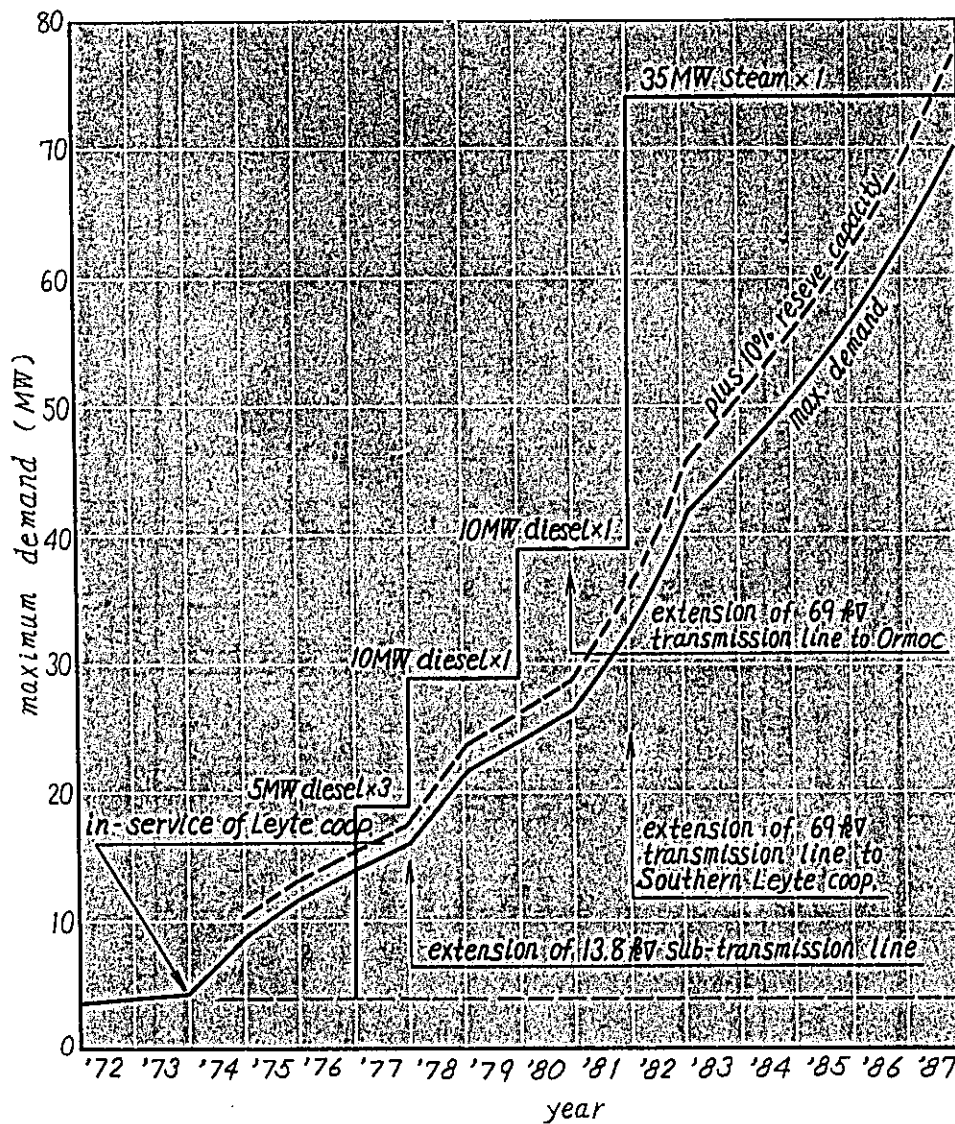 80
70
60
50
40
30
20
10
0
maximum demand (MW)
35MW Steam × 1
plus 10% reseve capacity
max. demand
10MW diesel×1
extension of 69 kV
transmission line to Ormoc
10MW diesel×1
5MW diesel×3
in-service of Leyte coop.
extension of 69 kV
transmission line to
Southern Leyte coop.
extension of 13.8 kV sub-transmission line
'72 '73 '74 '75 '76 '77 '78 '79 '80 '81 '82 '83 '84 '85 '86 '87
year